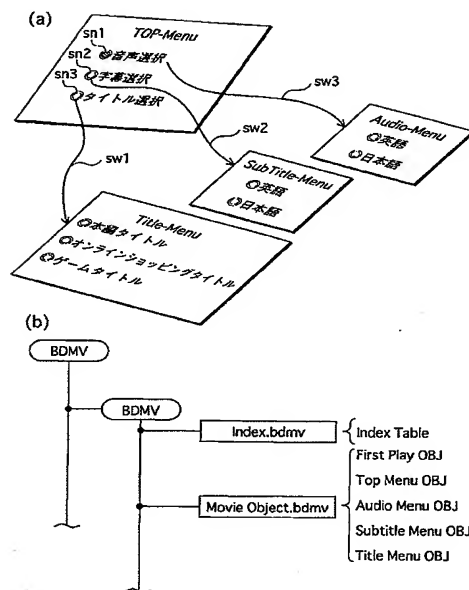 (a)
sn1
TOP-Menu
sn2
音声選択
sn3
字幕選択
タイトル選択
sw3
sw2
sw1
Audio-Menu
英語
日本語
SubTitle-Menu
英語
日本語
Title-Menu
本編タイトル
オンラインショッピングタイトル
ゲームタイトル
(b)
BDMV
BDMV
Index.bdmv
Index Table
First Play OBJ
Top Menu OBJ
Movie Object.bdmv
Audio Menu OBJ
Subtitle Menu OBJ
Title Menu OBJ